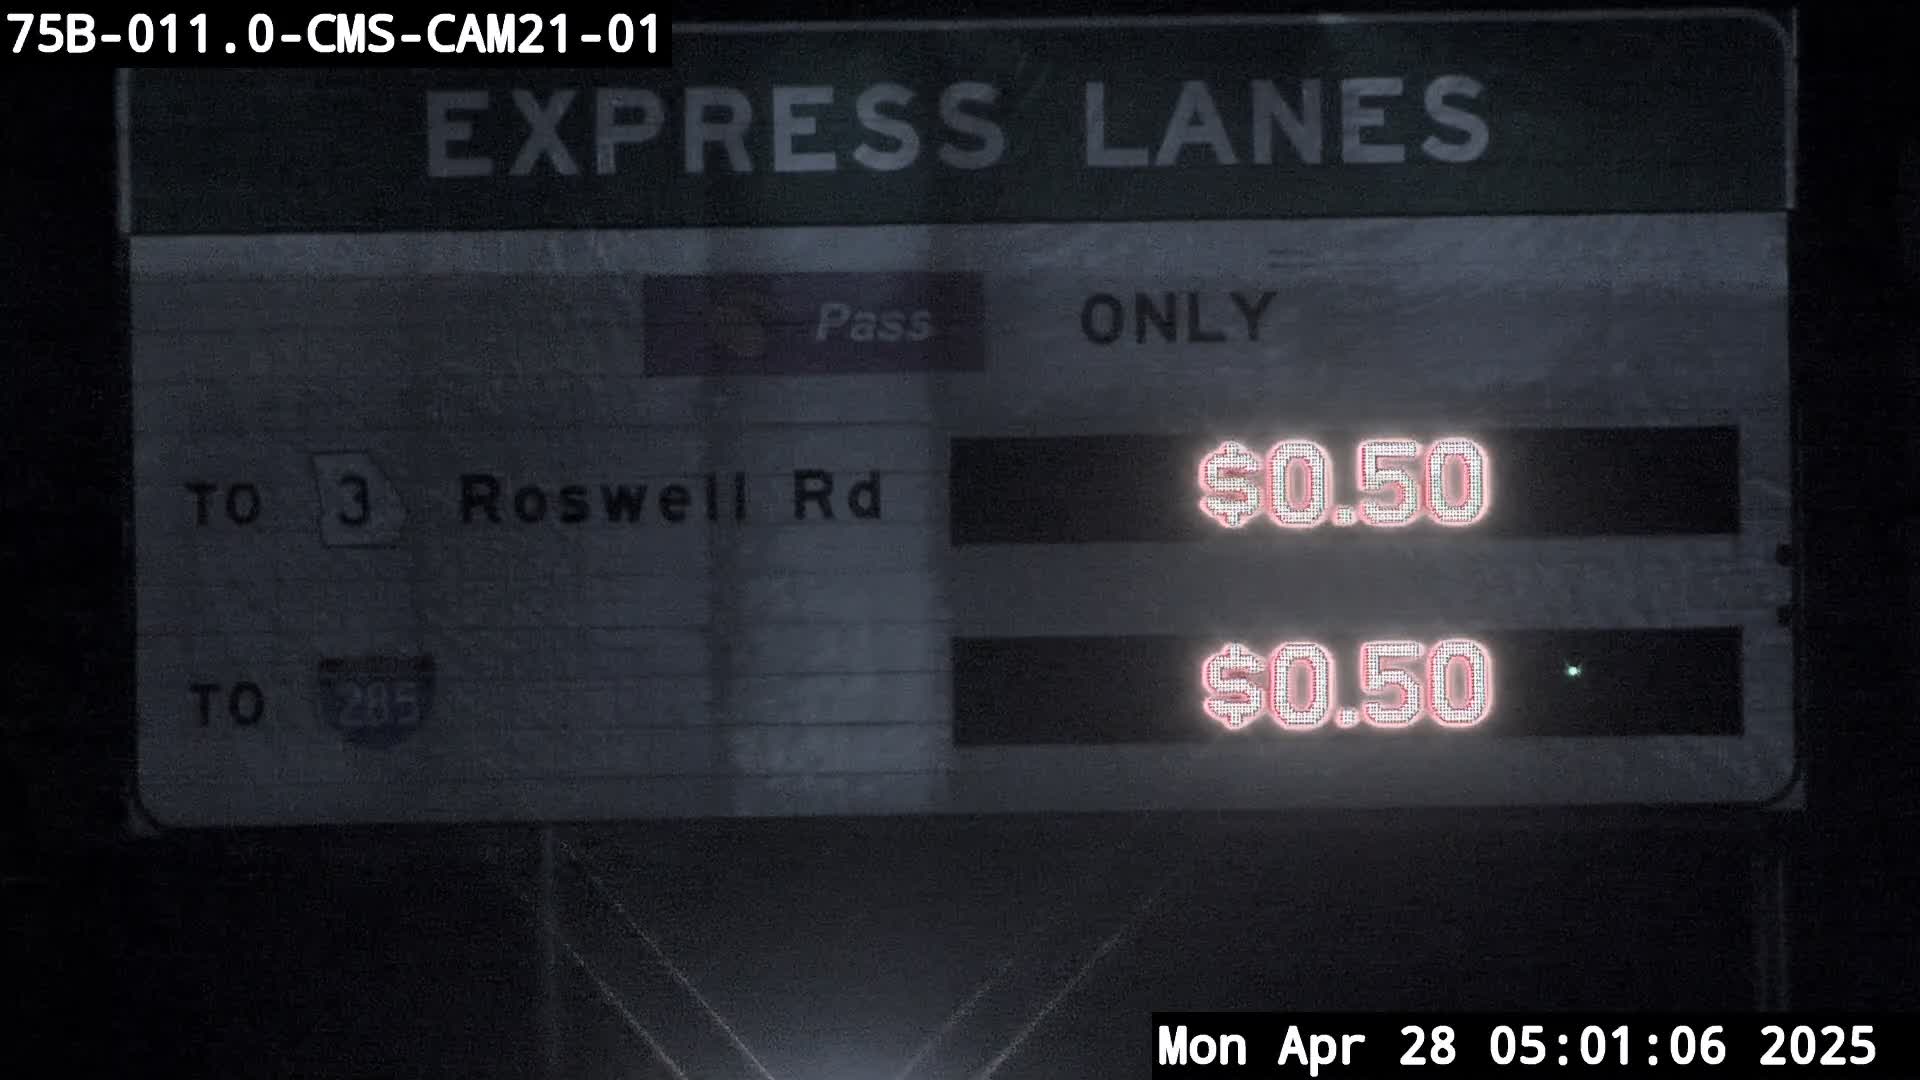 75B-011.0-CMS-CAM21-01
EXPRESS LANES
Pass ONLY
TO 3 Roswell Rd $0.50
TO 285 $0.50
Mon Apr 28 05:01:06 2025